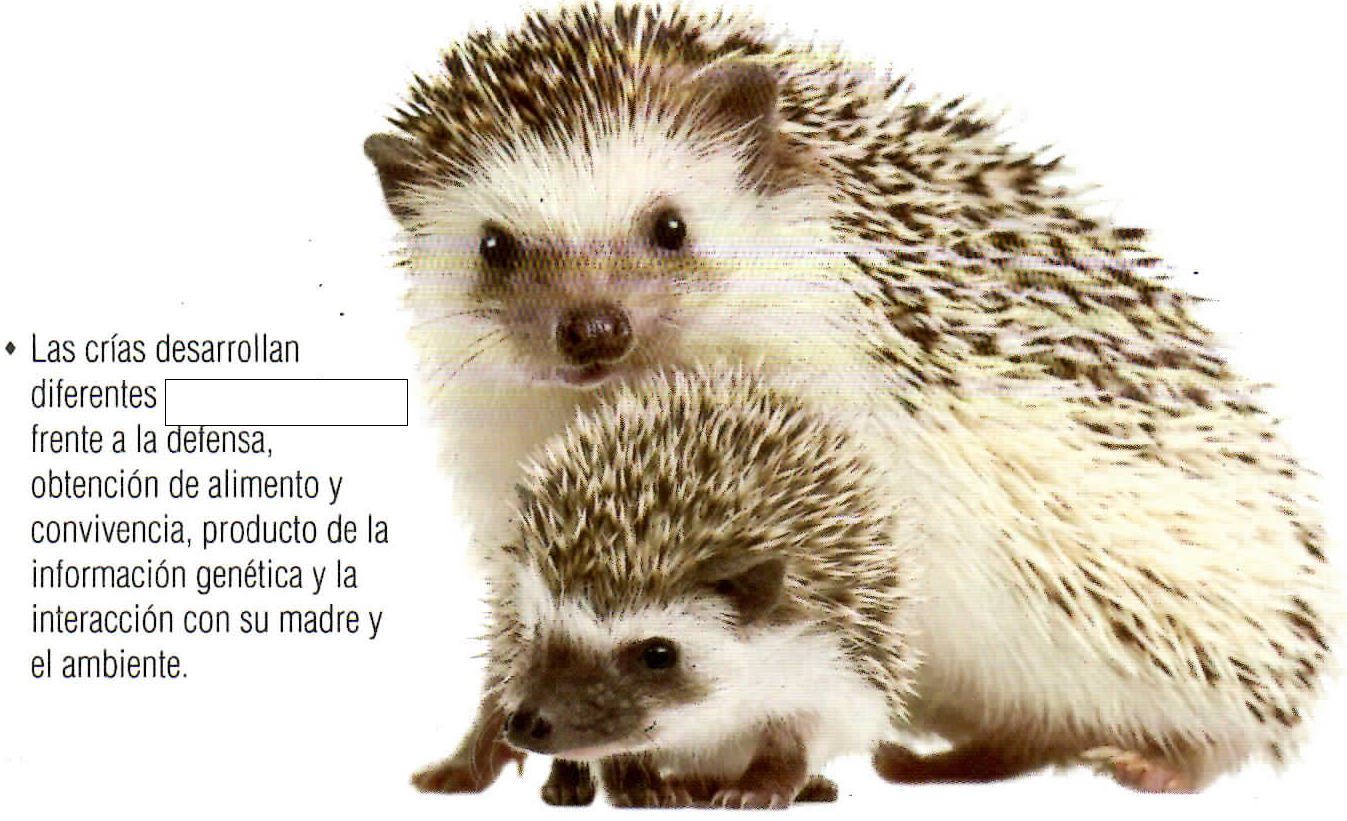 • Las crías desarrollan
diferentes
frente a la defensa,
obtención de alimento y
convivencia, producto de la
información genética y la
interacción con su madre y
el ambiente.